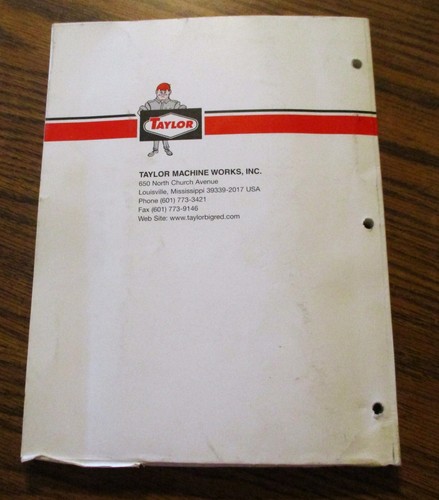 TAYLOR
TAYLOR MACHINE WORKS, INC.
650 North Church Avenue
Louisville, Mississippi 39339-2017 USA
Phone (601) 773-3421
Fax (601) 773-9146
Web Site: www.taylorbigred.com